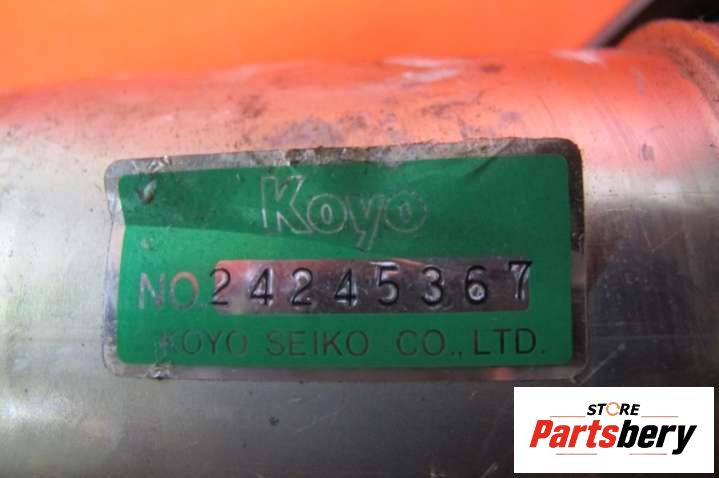 Koyo
NO. 24245367
KOYO SEIKO CO., LTD.
STORE
Partsbery